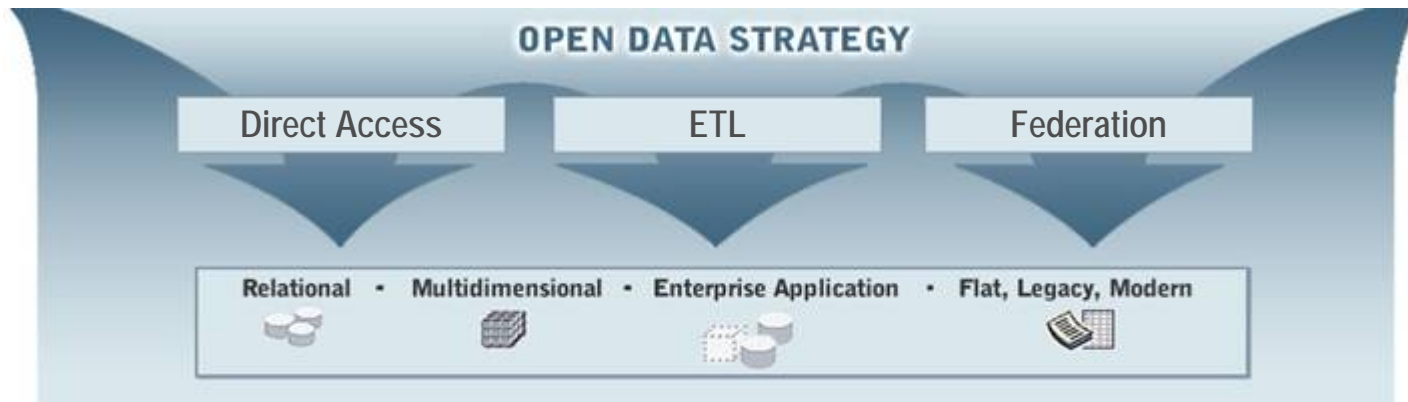 OPEN DATA STRATEGY
Direct Access ETL Federation
Relational • Multidimensional • Enterprise Application • Flat, Legacy, Modern